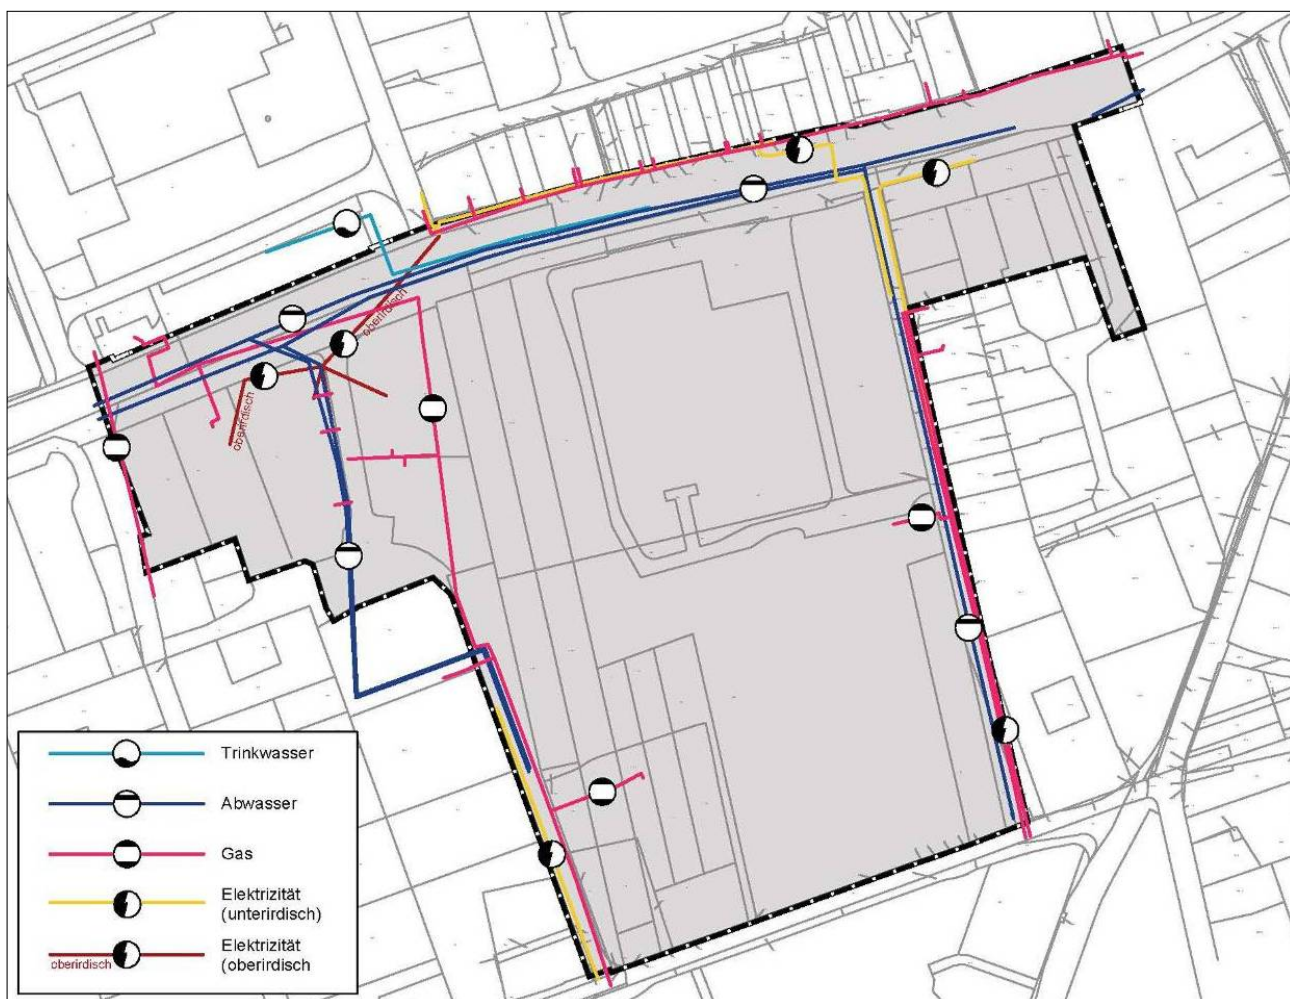 oberirdisch
oberirdisch
Trinkwasser
Abwasser
Gas
Elektrizität
(unterirdisch)
Elektrizität
(oberirdisch
oberirdisch